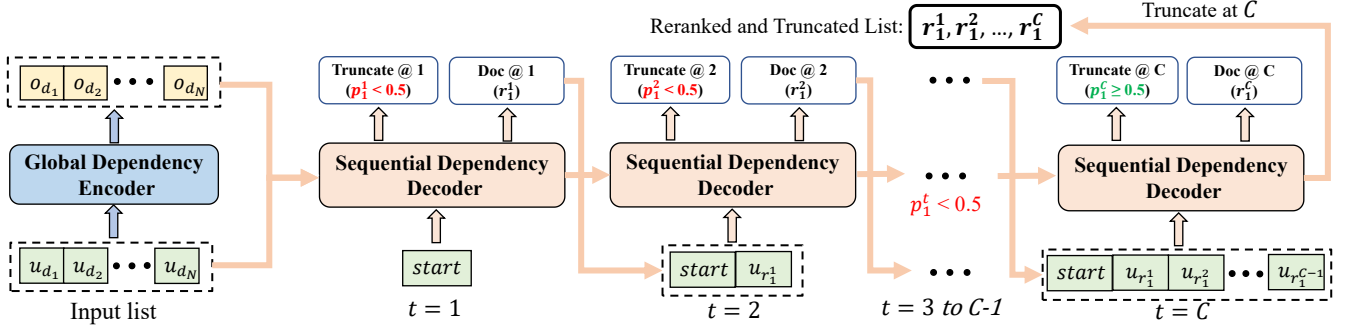 Reranked and Truncated List: r_1^1, r_1^2, ..., r_1^C
Truncate at C
o_{d_1} o_{d_2} ••• o_{d_N}
Global Dependency
Encoder
u_{d_1} u_{d_2} ••• u_{d_N}
Input list
Truncate @ 1
(p_1^1 < 0.5)
Doc @ 1
(r_1^1)
Sequential Dependency
Decoder
start
t = 1
Truncate @ 2
(p_1^2 < 0.5)
Doc @ 2
(r_1^2)
Sequential Dependency
Decoder
start u_{r_1^1}
t = 2
•••
•••
p_1^t < 0.5
•••
t = 3 to C-1
Truncate @ C
(p_1^C ≥ 0.5)
Doc @ C
(r_1^C)
Sequential Dependency
Decoder
start u_{r_1^1} u_{r_1^2} ••• u_{r_1^{C-1}}
t = C